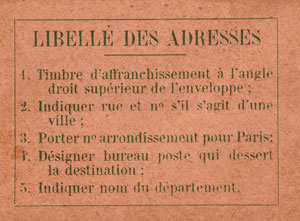 LIBELLÉ DES ADRESSES
1. Timbre d'affranchissement à l'angle
droit supérieur de l'enveloppe ;
2. Indiquer rue et no s'il s'agit d'une
ville ;
3. Porter no arrondissement pour Paris;
4. Désigner bureau poste qui dessert
la destination ;
5. Indiquer nom du département.